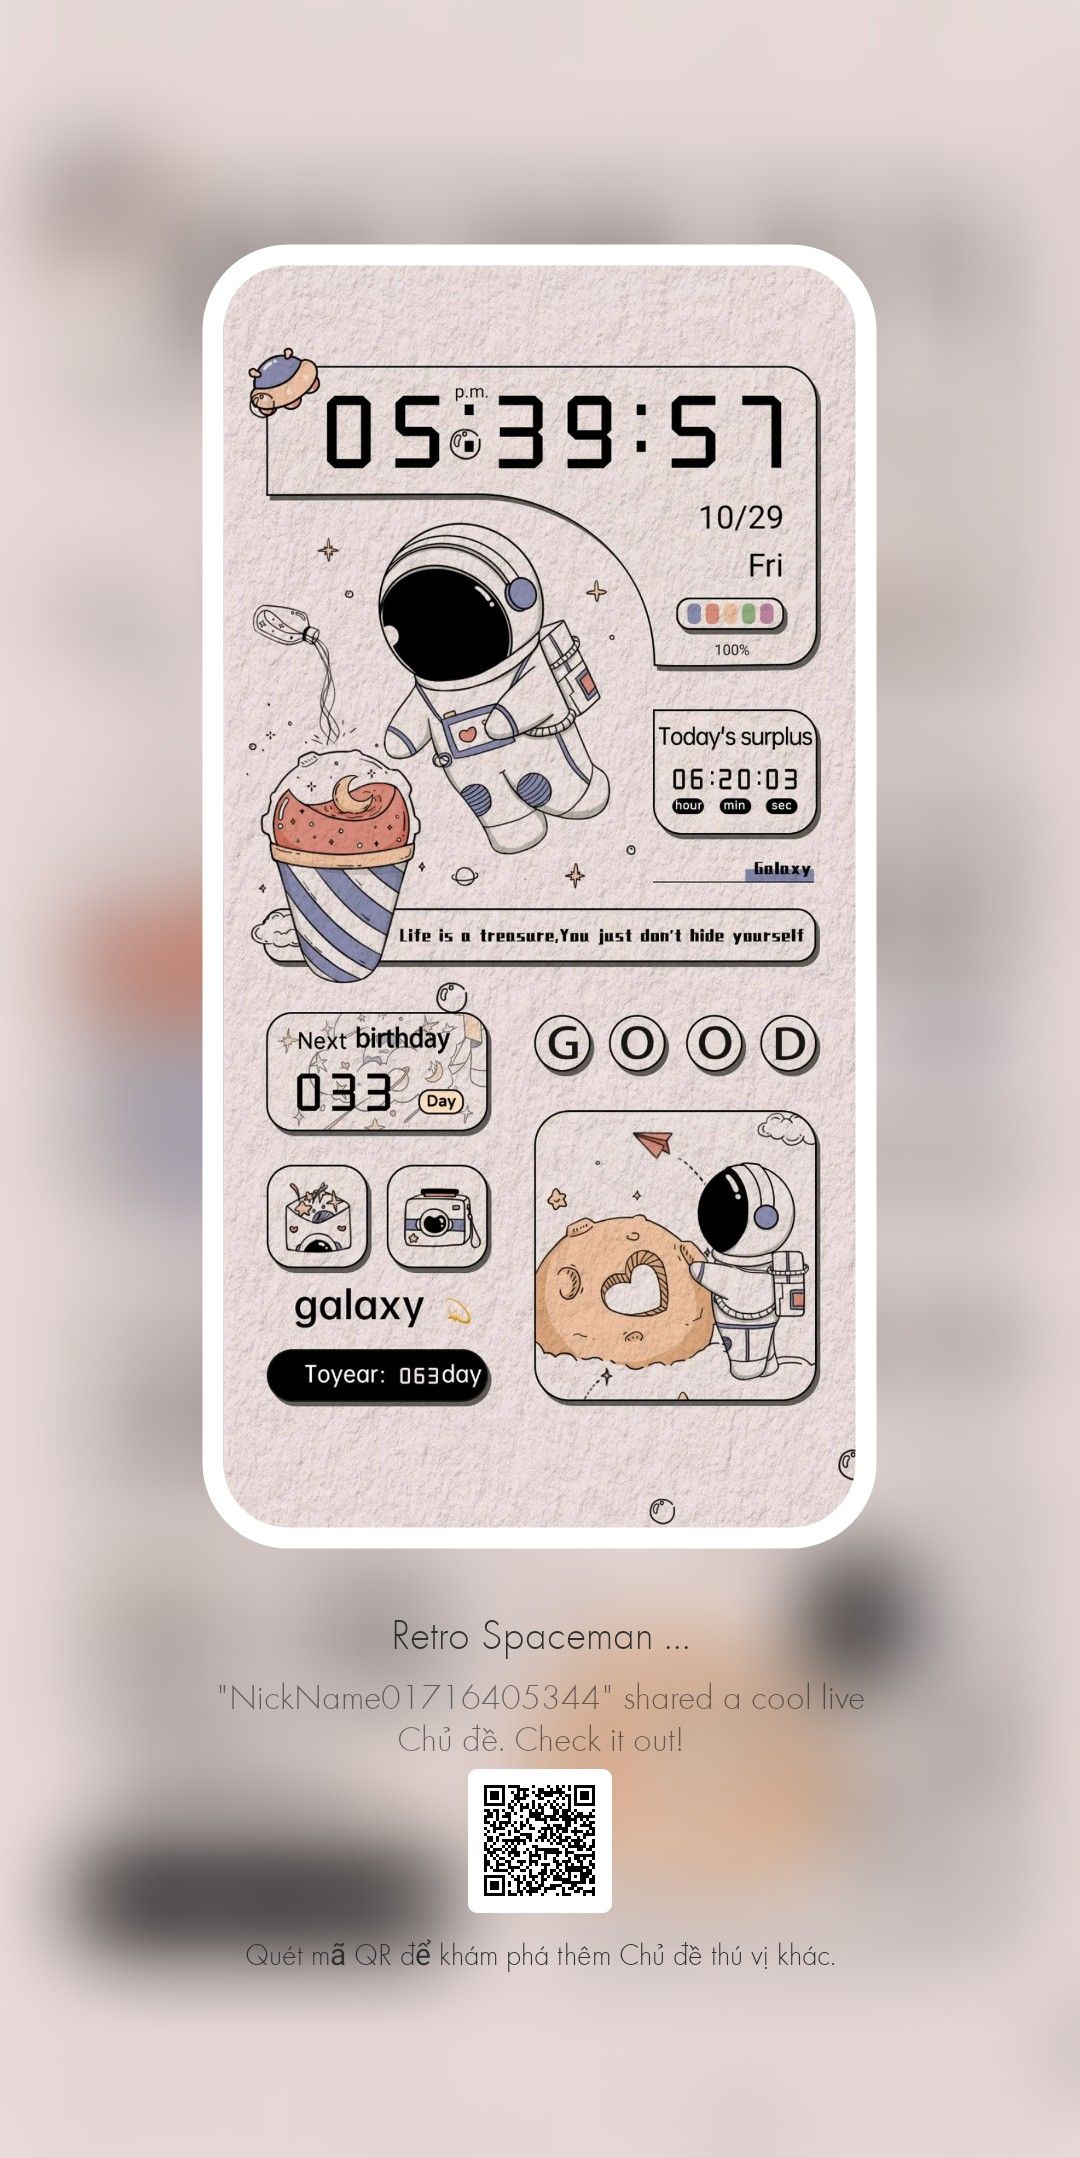 p.m.
05:39:57
10/29
Fri
100%
Today's surplus
06:20:03
hour min sec
Galaxy
Life is a treasure,You just don't hide yourself
Next birthday
033 Day
GOOD
galaxy
Toyear: 063day
Retro Spaceman ...
"NickName01716405344" shared a cool live
Chủ đề. Check it out!
Quét mã QR để khám phá thêm Chủ đề thú vị khác.